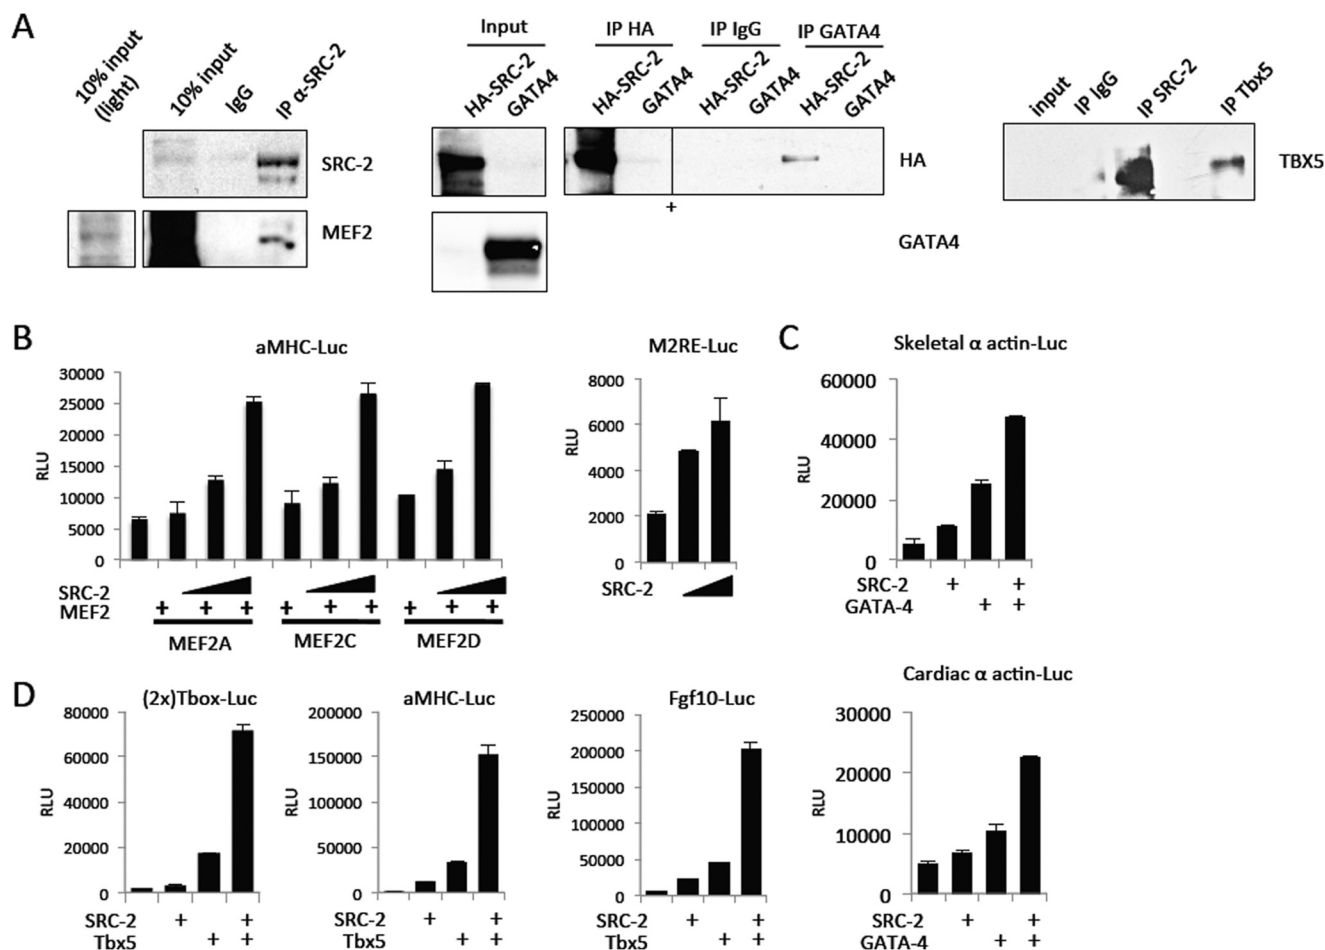 A
10% input (light)
10% input
IgG
IP α-SRC-2
SRC-2
MEF2
Input
IP HA
IP IgG
IP GATA4
HA-SRC-2
GATA4
HA-SRC-2
GATA4
HA-SRC-2
GATA4
HA-SRC-2
GATA4
HA
+
GATA4
input
IP IgG
IP SRC-2
IP Tbx5
TBX5
B
aMHC-Luc
RLU
30000
25000
20000
15000
10000
5000
0
SRC-2
MEF2 + + + + + + + + +
MEF2A MEF2C MEF2D
M2RE-Luc
RLU
8000
6000
4000
2000
0
SRC-2
C
Skeletal α actin-Luc
RLU
60000
40000
20000
0
SRC-2 + +
GATA-4 + +
D
(2x)Tbox-Luc
RLU
80000
60000
40000
20000
0
SRC-2 + +
Tbx5 + +
aMHC-Luc
RLU
200000
150000
100000
50000
0
SRC-2 + +
Tbx5 + +
Fgf10-Luc
RLU
250000
200000
150000
100000
50000
0
SRC-2 + +
Tbx5 + +
Cardiac α actin-Luc
RLU
30000
20000
10000
0
SRC-2 + +
GATA-4 + +